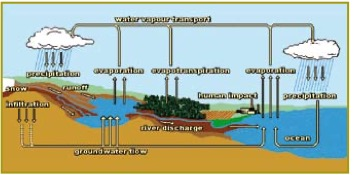 water vapour transport
precipitation
evaporation
evapotranspiration
evaporation
precipitation
snow
runoff
human impact
infiltration
river discharge
ocean
groundwater flow